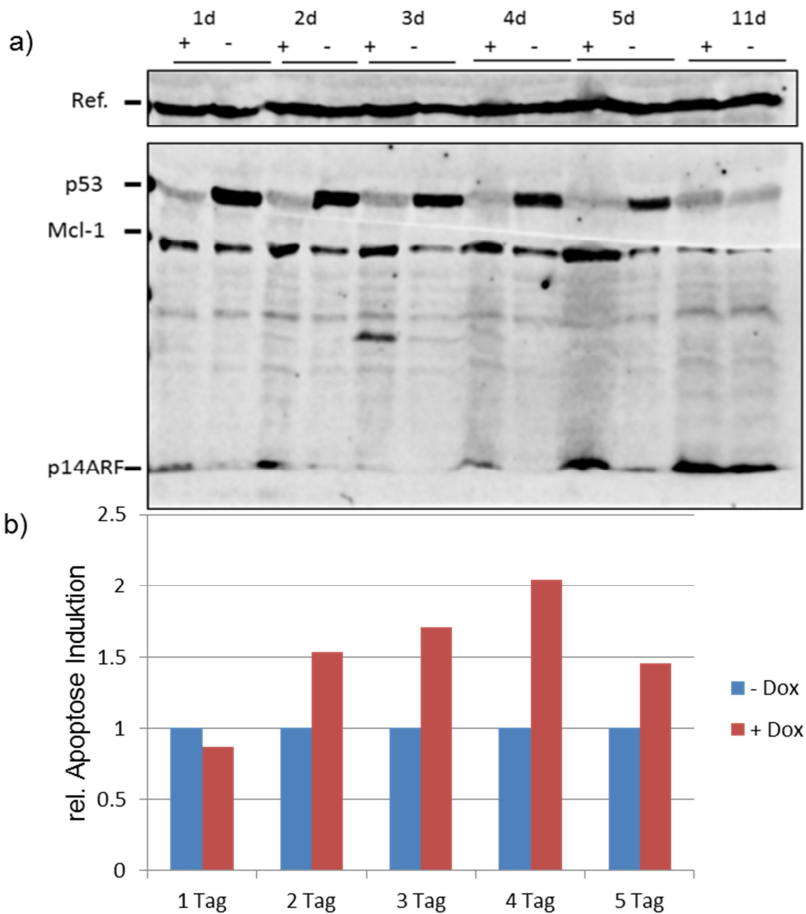 1d 2d 3d 4d 5d 11d
a)
+ - + - + - + - + - + -
Ref.
p53
Mcl-1
p14ARF
b)
rel. Apoptose Induktion
2.5
2
1.5
1
0.5
0
- Dox
+ Dox
1 Tag 2 Tag 3 Tag 4 Tag 5 Tag